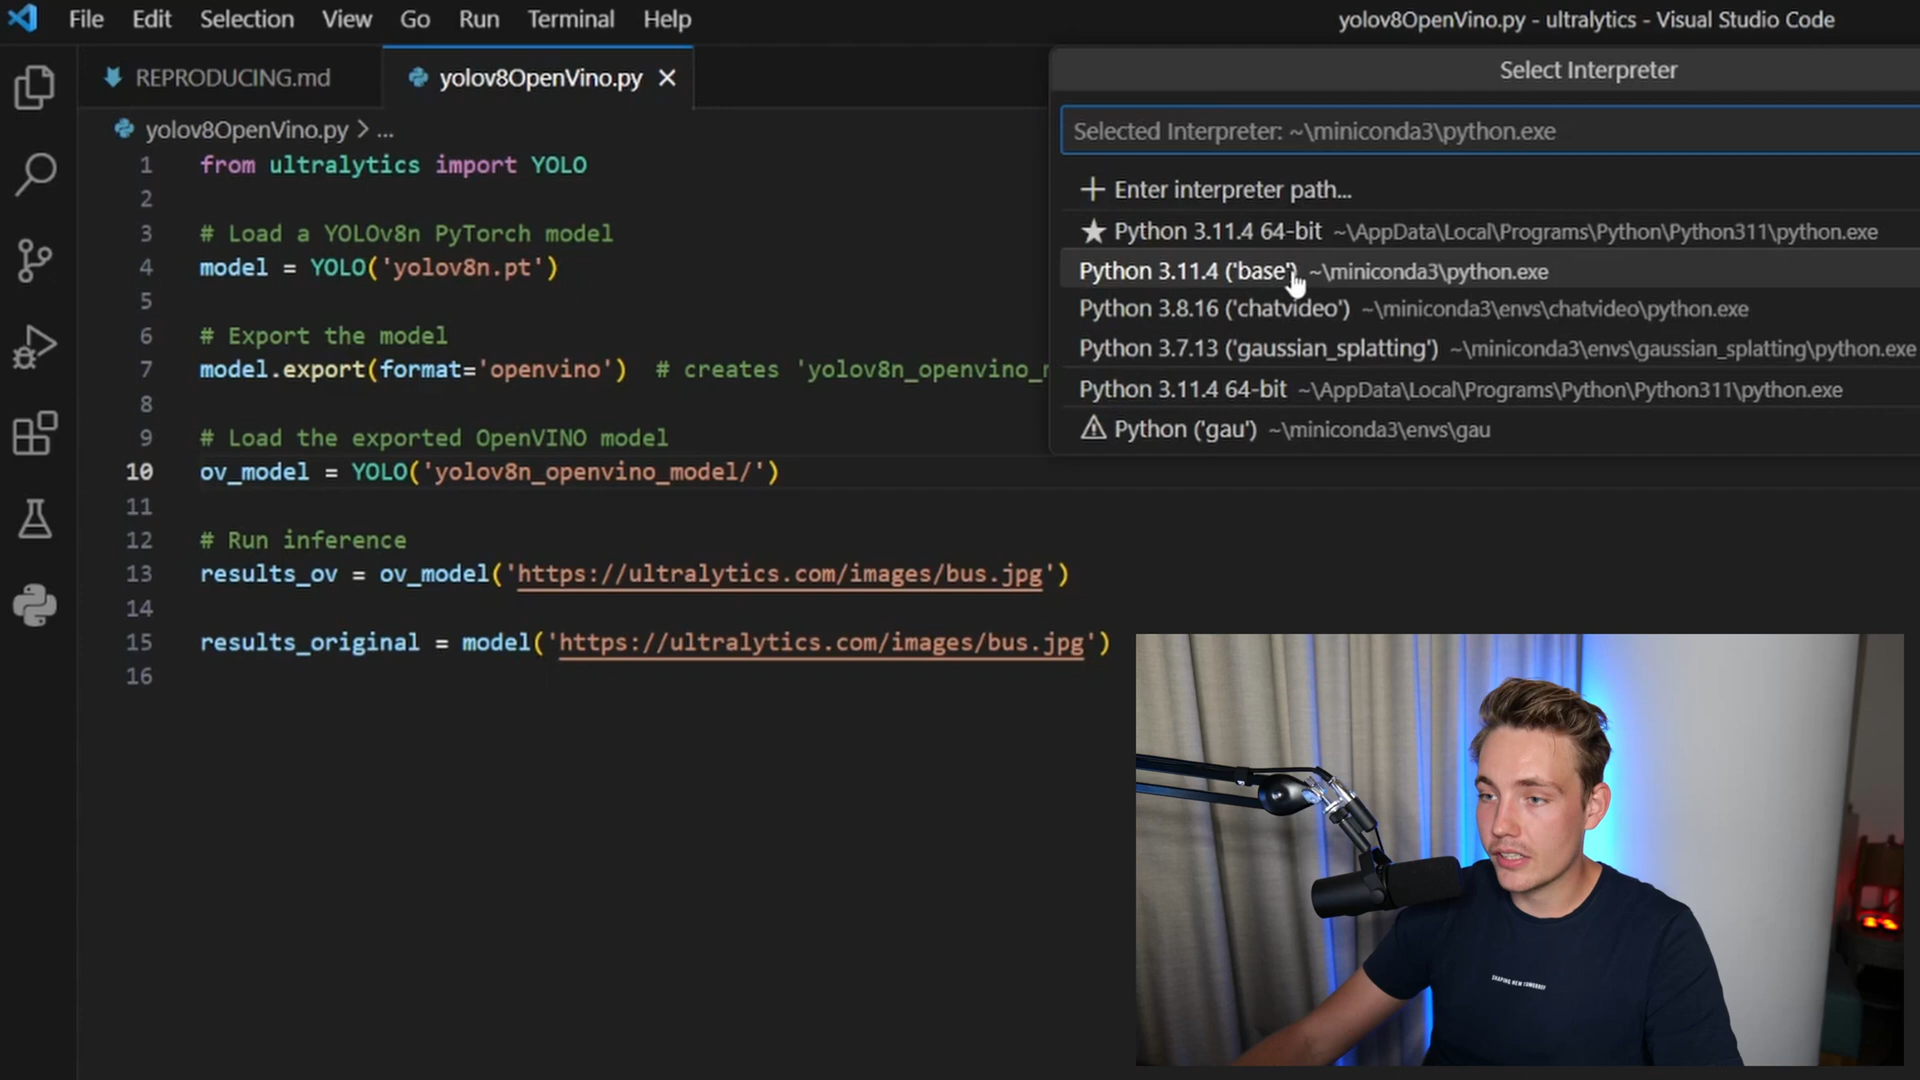 File Edit Selection View Go Run Terminal Help
yolov8OpenVino.py - ultralytics - Visual Studio Code
REPRODUCING.md
yolov8OpenVino.py
yolov8OpenVino.py > ...
1 from ultralytics import YOLO
2
3 # Load a YOLOv8n PyTorch model
4 model = YOLO('yolov8n.pt')
5
6 # Export the model
7 model.export(format='openvino') # creates 'yolov8n_openvino_
8
9 # Load the exported OpenVINO model
10 ov_model = YOLO('yolov8n_openvino_model/')
11
12 # Run inference
13 results_ov = ov_model('https://ultralytics.com/images/bus.jpg')
14
15 results_original = model('https://ultralytics.com/images/bus.jpg')
16
Select Interpreter
Selected Interpreter: ~\miniconda3\python.exe
+ Enter interpreter path...
★ Python 3.11.4 64-bit ~\AppData\Local\Programs\Python\Python311\python.exe
Python 3.11.4 ('base') ~\miniconda3\python.exe
Python 3.8.16 ('chatvideo') ~\miniconda3\envs\chatvideo\python.exe
Python 3.7.13 ('gaussian_splatting') ~\miniconda3\envs\gaussian_splatting\python.exe
Python 3.11.4 64-bit ~\AppData\Local\Programs\Python\Python311\python.exe
⚠ Python ('gau') ~\miniconda3\envs\gau
SHAPING NEW TOMORROW